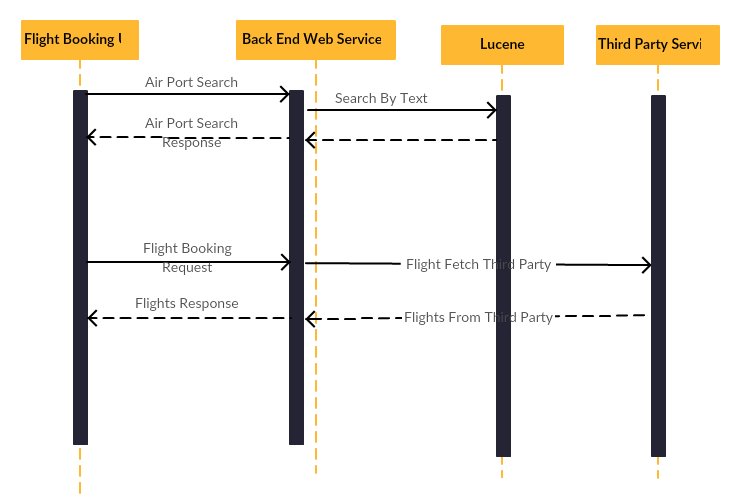 Flight Booking
Back End Web Service
Lucene
Third Party Servi
Air Port Search
Search By Text
Air Port Search
Response
Flight Booking
Request
Flight Fetch Third Party
Flights Response
Flights From Third Party